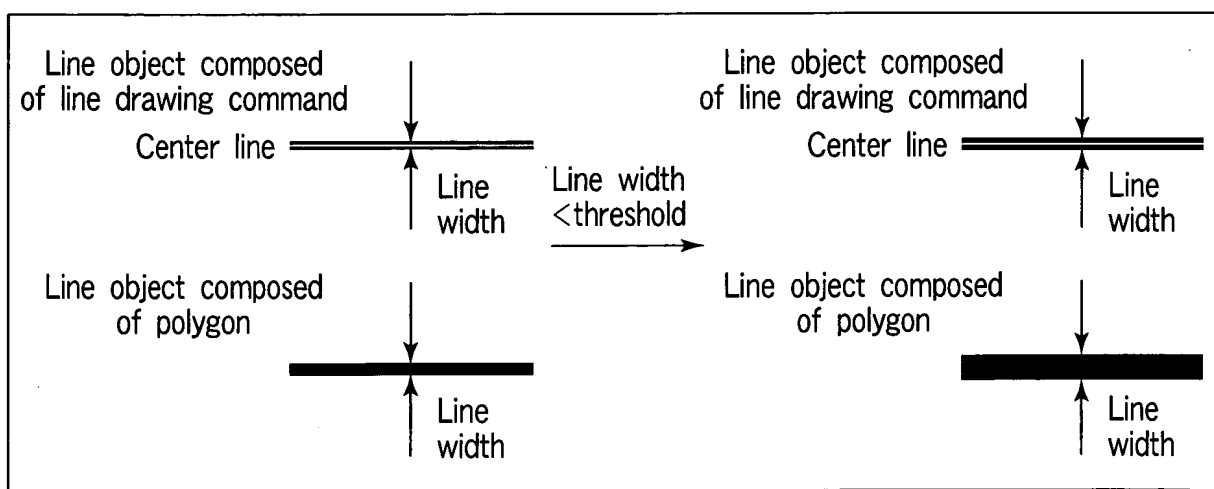 Line object composed
of line drawing command
Center line
Line
width
Line object composed
of polygon
Line
width
Line width
<threshold
Line object composed
of line drawing command
Center line
Line
width
Line object composed
of polygon
Line
width